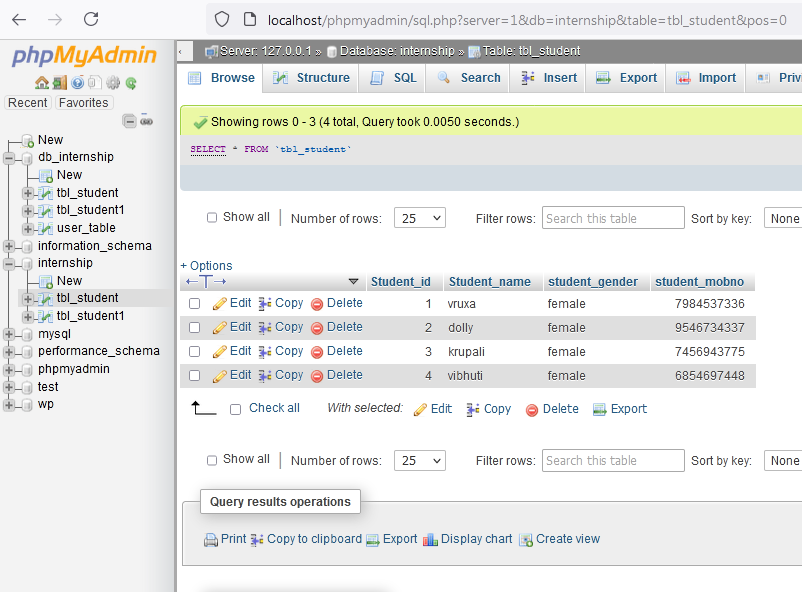 localhost/phpmyadmin/sql.php?server=1&db=internship&table=tbl_student&pos=0
phpMyAdmin
Recent Favorites
New
db_internship
New
tbl_student
tbl_student1
user_table
information_schema
internship
New
tbl_student
tbl_student1
mysql
performance_schema
phpmyadmin
test
wp
Server: 127.0.0.1 » Database: internship » Table: tbl_student
Browse Structure SQL Search Insert Export Import Privi
Showing rows 0 - 3 (4 total, Query took 0.0050 seconds.)
SELECT * FROM `tbl_student`
Show all Number of rows: 25 Filter rows: Search this table Sort by key: None
+ Options
←T→ Student_id Student_name student_gender student_mobno
Edit Copy Delete 1 vruxa female 7984537336
Edit Copy Delete 2 dolly female 9546734337
Edit Copy Delete 3 krupali female 7456943775
Edit Copy Delete 4 vibhuti female 6854697448
Check all With selected: Edit Copy Delete Export
Show all Number of rows: 25 Filter rows: Search this table Sort by key: None
Query results operations
Print Copy to clipboard Export Display chart Create view